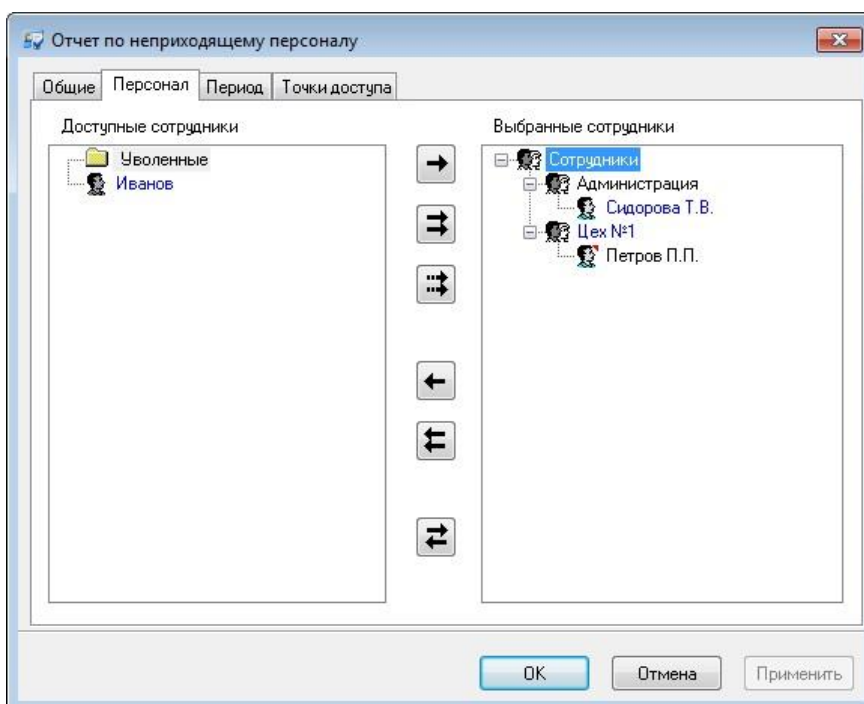 Отчет по неприходящему персоналу
Общие Персонал Период Точки доступа
Доступные сотрудники
Уволенные
Иванов
Выбранные сотрудники
Сотрудники
Администрация
Сидорова Т.В.
Цех №1
Петров П.П.
OK Отмена Применить